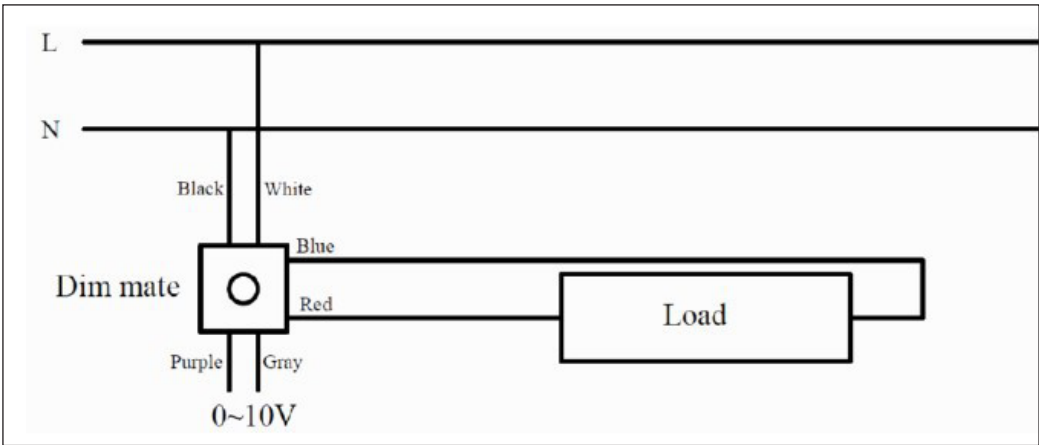 L
N
Black White
Blue
Dim mate
Red
Load
Purple Gray
0~10V